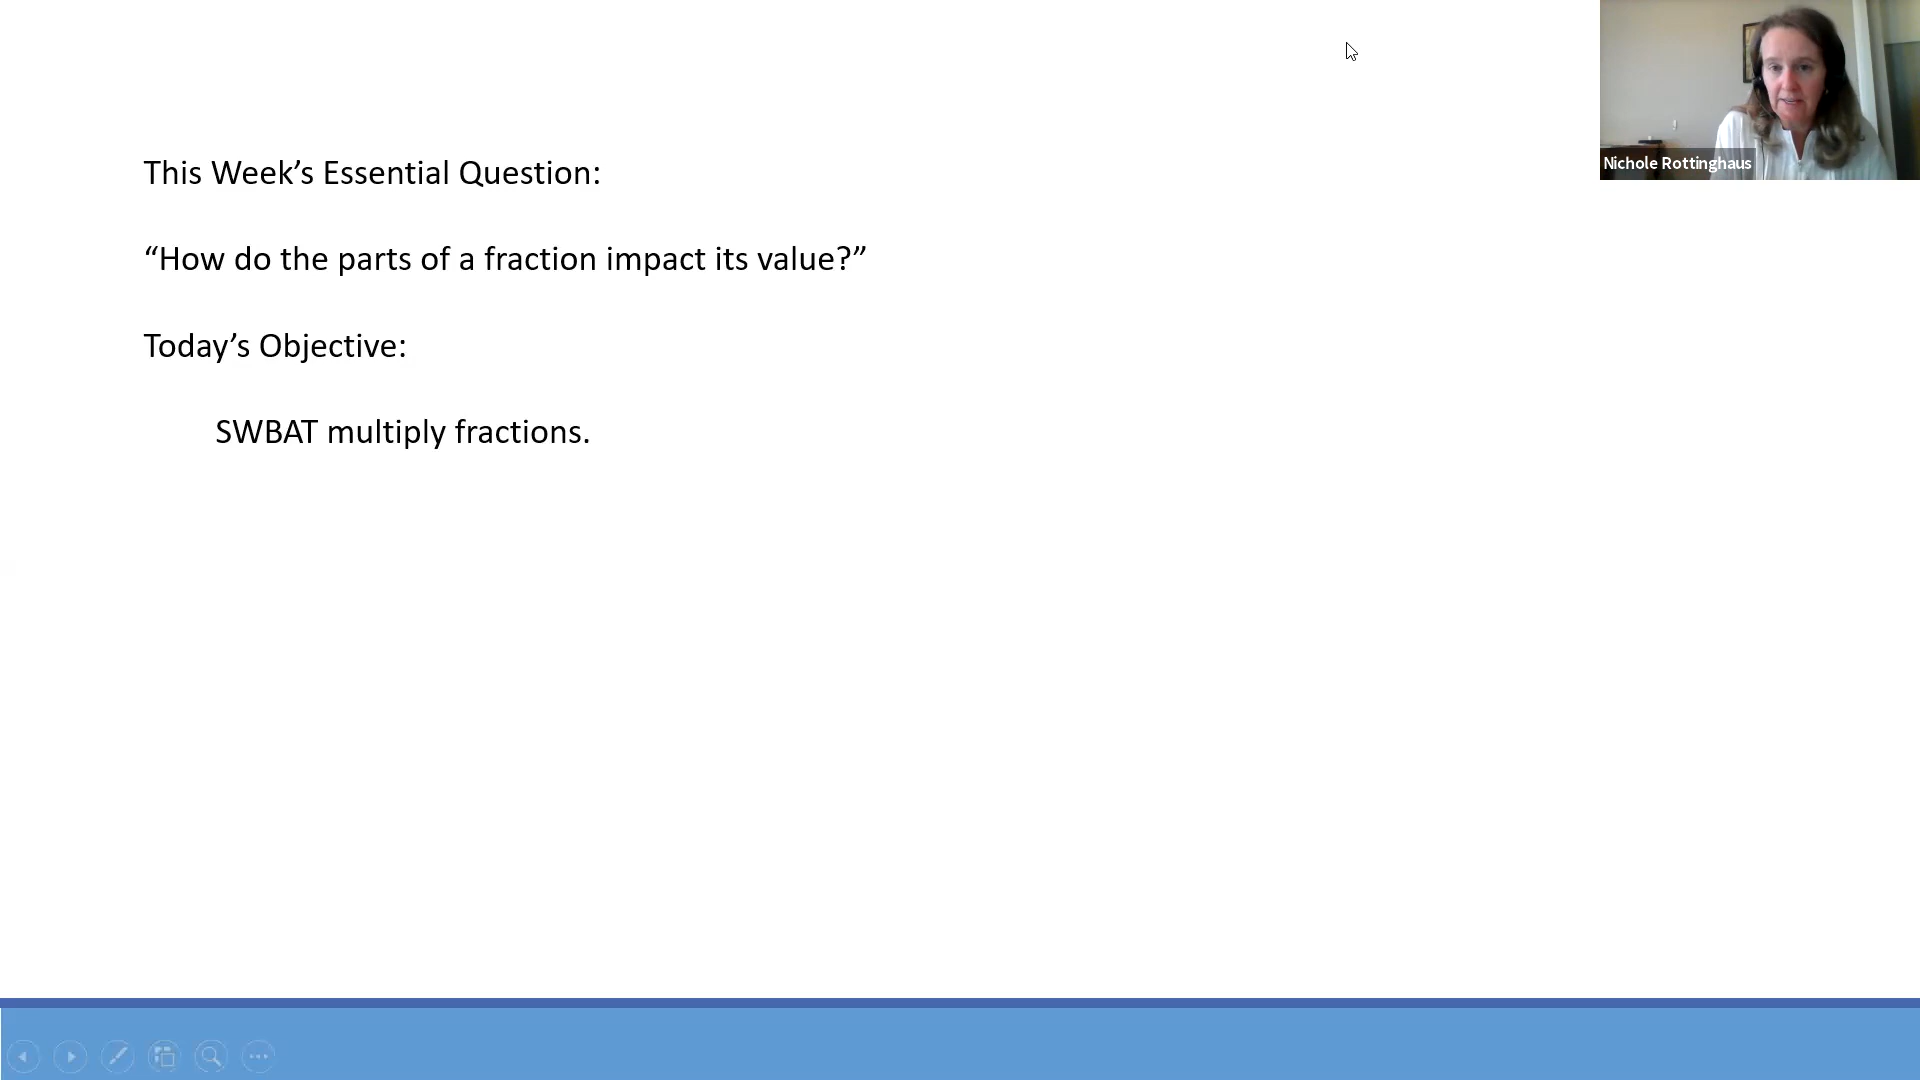 This Week’s Essential Question:
“How do the parts of a fraction impact its value?”
Today’s Objective:
SWBAT multiply fractions.
Nichole Rottinghaus